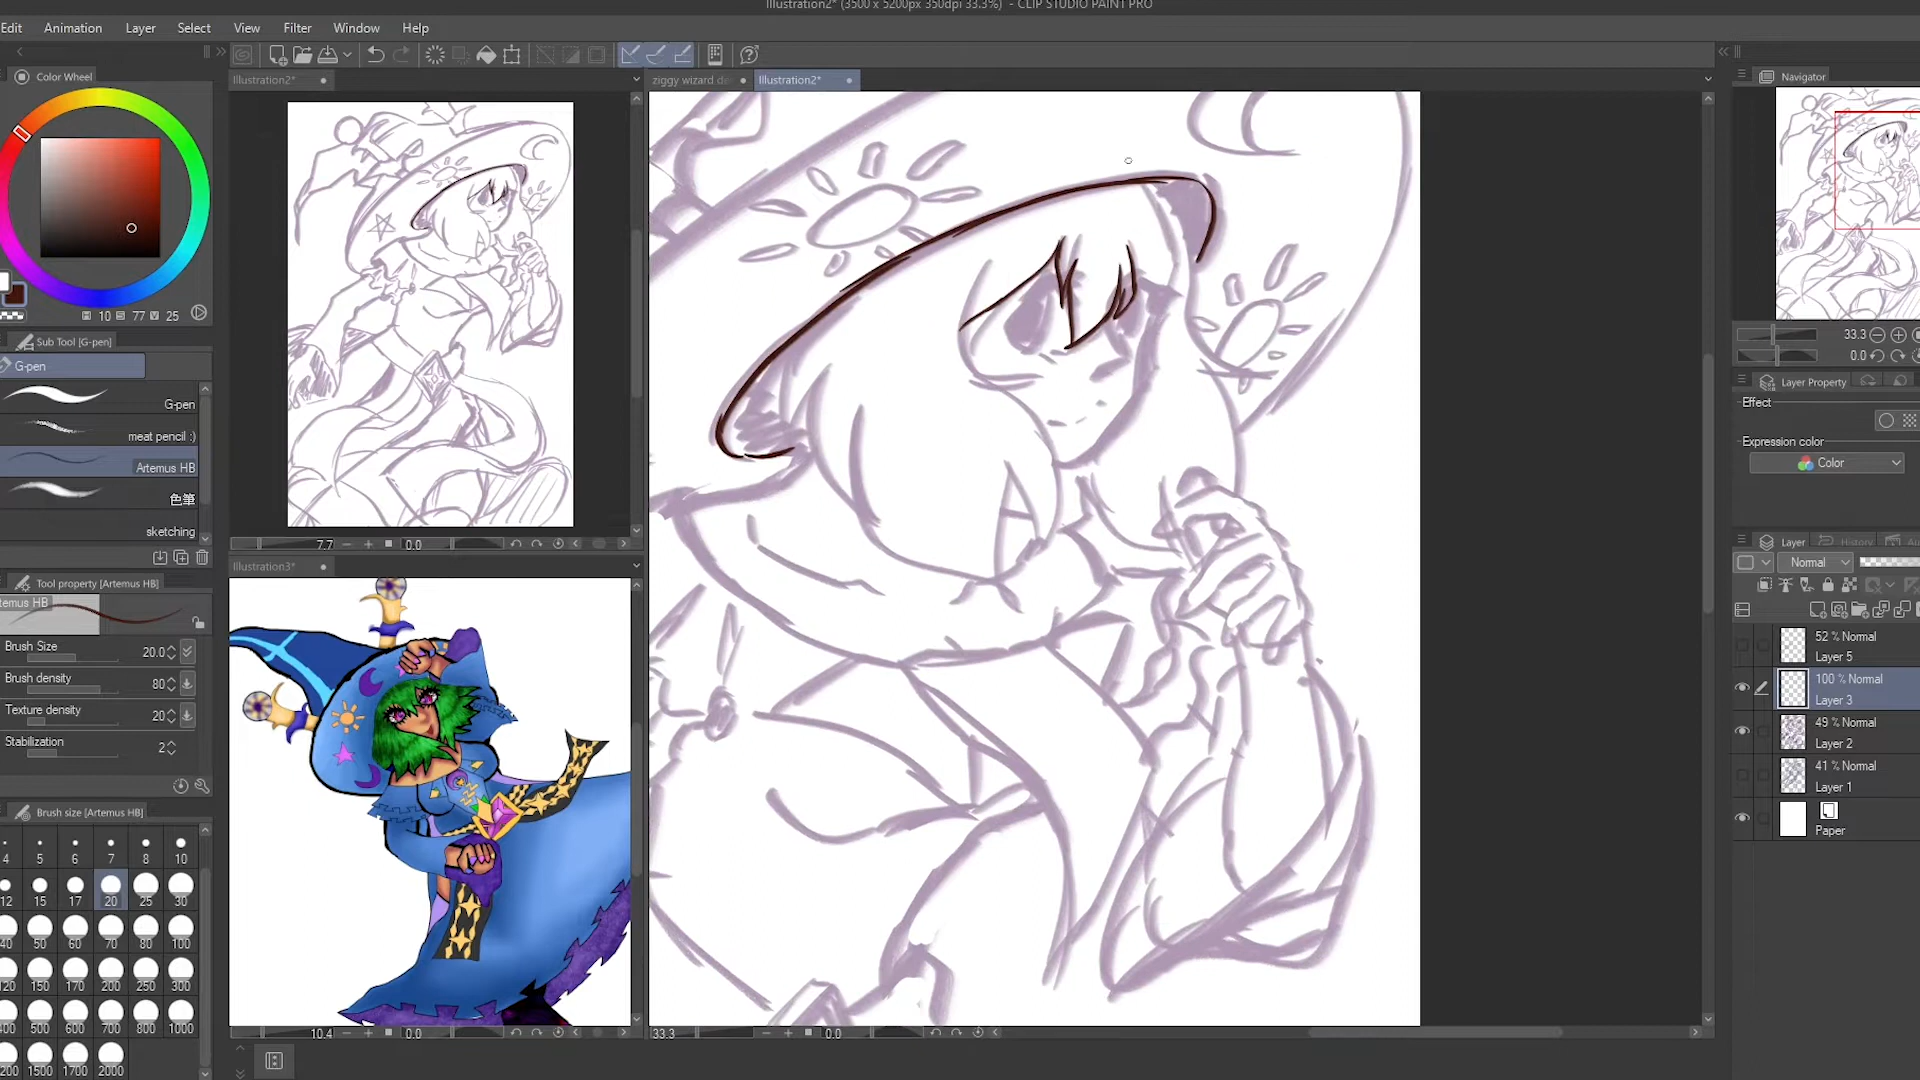 Illustration2* (3500 x 5200px 350dpi 33.3%) - CLIP STUDIO PAINT PRO
Edit Animation Layer Select View Filter Window Help
Color Wheel
Illustration2*
ziggy wizard de
Illustration2*
Navigator
H 10 S 77 V 25
33.3
0.0
Sub Tool [G-pen]
G-pen
G-pen
meat pencil :)
Artemus HB
色筆
sketching
Layer Property
Effect
Expression color
Color
7.7 0.0
Illustration3*
Tool property [Artemus HB]
temus HB
Brush Size 20.0
Brush density 80
Texture density 20
Stabilization 2
Layer History Au
Normal
52 % Normal
Layer 5
100 % Normal
Layer 3
49 % Normal
Layer 2
41 % Normal
Layer 1
Paper
Brush size [Artemus HB]
4 5 6 7 8 10
12 15 17 20 25 30
40 50 60 70 80 100
120 150 170 200 250 300
400 500 600 700 800 1000
200 1500 1700 2000
10.4 0.0
33.3 0.0